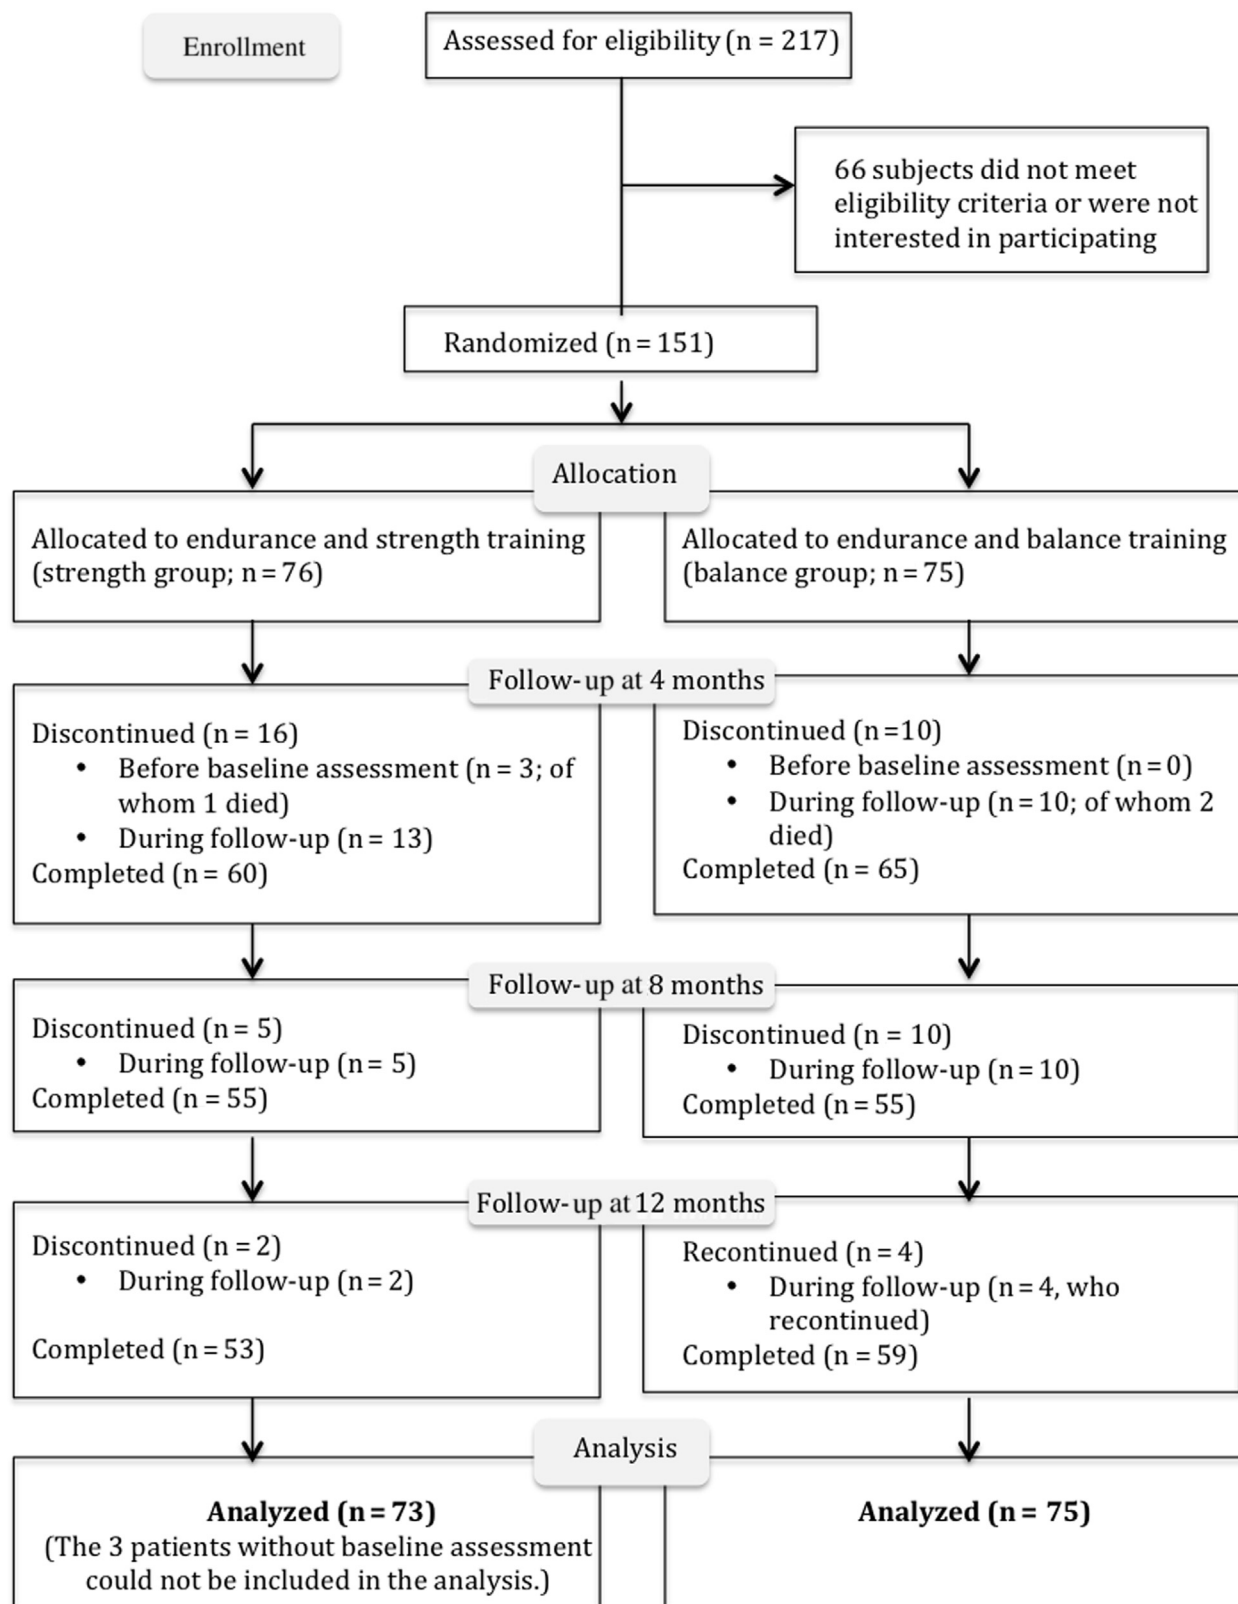 Enrollment
Assessed for eligibility (n = 217)
66 subjects did not meet
eligibility criteria or were not
interested in participating
Randomized (n = 151)
Allocation
Allocated to endurance and strength training
(strength group; n = 76)
Allocated to endurance and balance training
(balance group; n = 75)
Follow-up at 4 months
Discontinued (n = 16)
• Before baseline assessment (n = 3; of
whom 1 died)
• During follow-up (n = 13)
Completed (n = 60)
Discontinued (n =10)
• Before baseline assessment (n = 0)
• During follow-up (n = 10; of whom 2
died)
Completed (n = 65)
Follow-up at 8 months
Discontinued (n = 5)
• During follow-up (n = 5)
Completed (n = 55)
Discontinued (n = 10)
• During follow-up (n = 10)
Completed (n = 55)
Follow-up at 12 months
Discontinued (n = 2)
• During follow-up (n = 2)
Completed (n = 53)
Recontinued (n = 4)
• During follow-up (n = 4, who
recontinued)
Completed (n = 59)
Analysis
Analyzed (n = 73)
(The 3 patients without baseline assessment
could not be included in the analysis.)
Analyzed (n = 75)